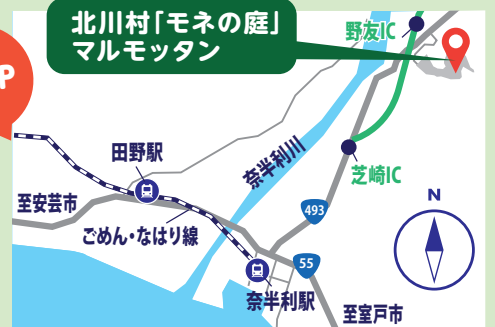 北川村「モネの庭」
マルモッタン
P
野友IC
田野駅
奈半利川
芝崎IC
至安芸市
N
493
ごめん・なはり線
55
奈半利駅
至室戸市